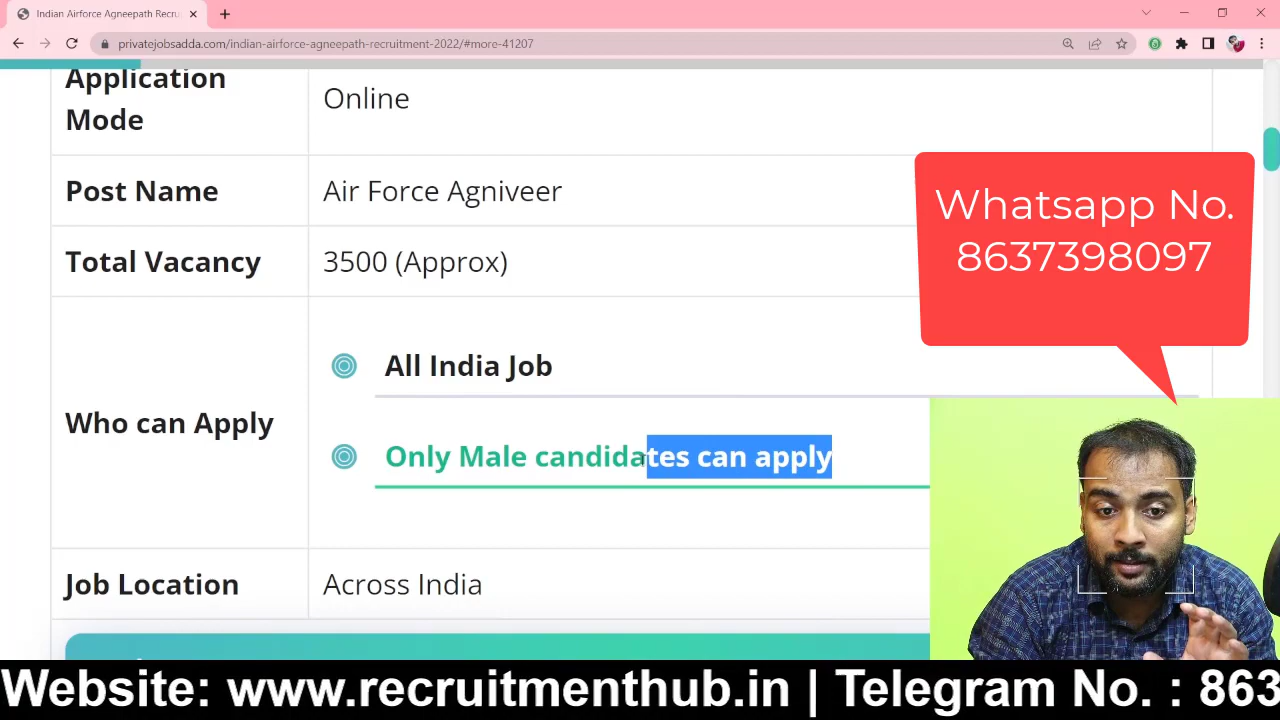 Indian Airforce Agneepath Recru
privatejobsadda.com/indian-airforce-agneepath-recruitment-2022/#more-41207
Application
Mode
Online
Post Name
Air Force Agniveer
Total Vacancy
3500 (Approx)
Who can Apply
All India Job
Only Male candidates can apply
Job Location
Across India
Whatsapp No.
8637398097
Website: www.recruitmenthub.in | Telegram No. : 863